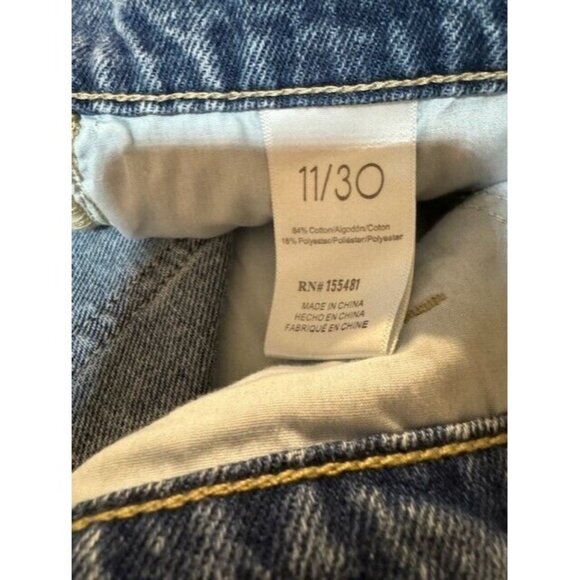 11/30
84% Cotton/Algodón/Coton
16% Polyester/Poliéster/Polyester
RN# 155481
MADE IN CHINA
HECHO EN CHINA
FABRIQUÉ EN CHINE